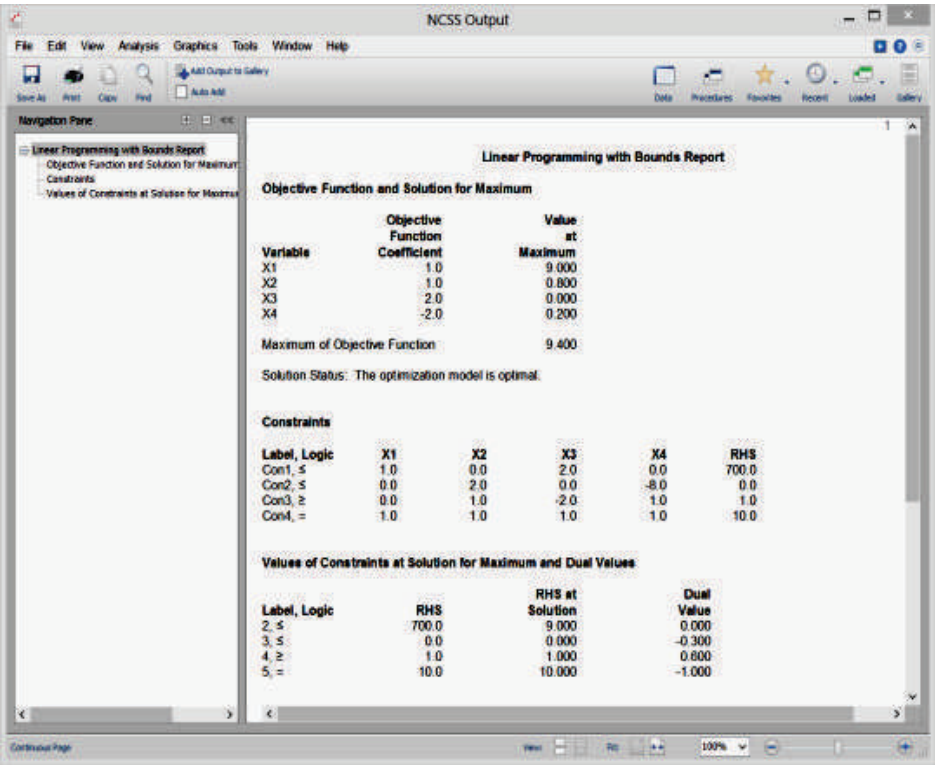 NCSS Output
File Edit View Analysis Graphics Tools Window Help
Add Output to Gallery
Auto Add
Save As Print Copy Find
Data Procedures Favorites Recent Loaded Gallery
Navigation Pane
Linear Programming with Bounds Report
Objective Function and Solution for Maximum
Constraints
Values of Constraints at Solution for Maximu
1
Linear Programming with Bounds Report
Objective Function and Solution for Maximum
Objective Value
Function at
Variable Coefficient Maximum
X1 1.0 9.000
X2 1.0 0.800
X3 2.0 0.000
X4 -2.0 0.200
Maximum of Objective Function 9.400
Solution Status: The optimization model is optimal.
Constraints
Label, Logic X1 X2 X3 X4 RHS
Con1, ≤ 1.0 0.0 2.0 0.0 700.0
Con2, ≤ 0.0 2.0 0.0 -8.0 0.0
Con3, ≥ 0.0 1.0 -2.0 1.0 1.0
Con4, = 1.0 1.0 1.0 1.0 10.0
Values of Constraints at Solution for Maximum and Dual Values
RHS at Dual
Label, Logic RHS Solution Value
2, ≤ 700.0 9.000 0.000
3, ≤ 0.0 0.000 -0.300
4, ≥ 1.0 1.000 0.600
5, = 10.0 10.000 -1.000
Continuous Page
View: Fit: 100%